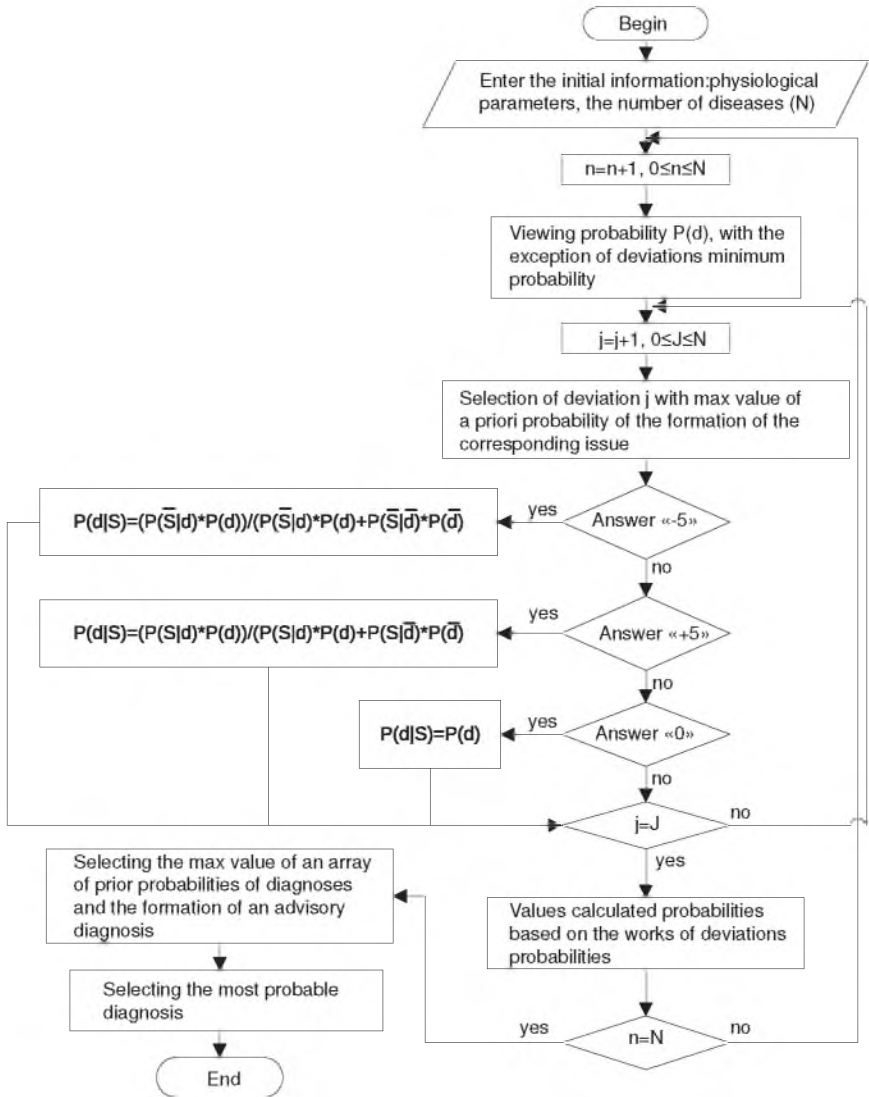 Begin
Enter the initial information:physiological
parameters, the number of diseases (N)
n=n+1, 0≤n≤N
Viewing probability P(d), with the
exception of deviations minimum
probability
j=j+1, 0≤J≤N
Selection of deviation j with max value of
a priori probability of the formation of the
corresponding issue
P(d|S)=(P(S̅|d)*P(d))/(P(S̅|d)*P(d)+P(S̅|d̅)*P(d̅)
yes
Answer «-5»
no
P(d|S)=(P(S|d)*P(d))/(P(S|d)*P(d)+P(S|d̅)*P(d̅)
yes
Answer «+5»
no
P(d|S)=P(d)
yes
Answer «0»
no
j=J
no
yes
Selecting the max value of an array
of prior probabilities of diagnoses
and the formation of an advisory
diagnosis
Values calculated probabilities
based on the works of deviations
probabilities
Selecting the most probable
diagnosis
yes
n=N
no
End